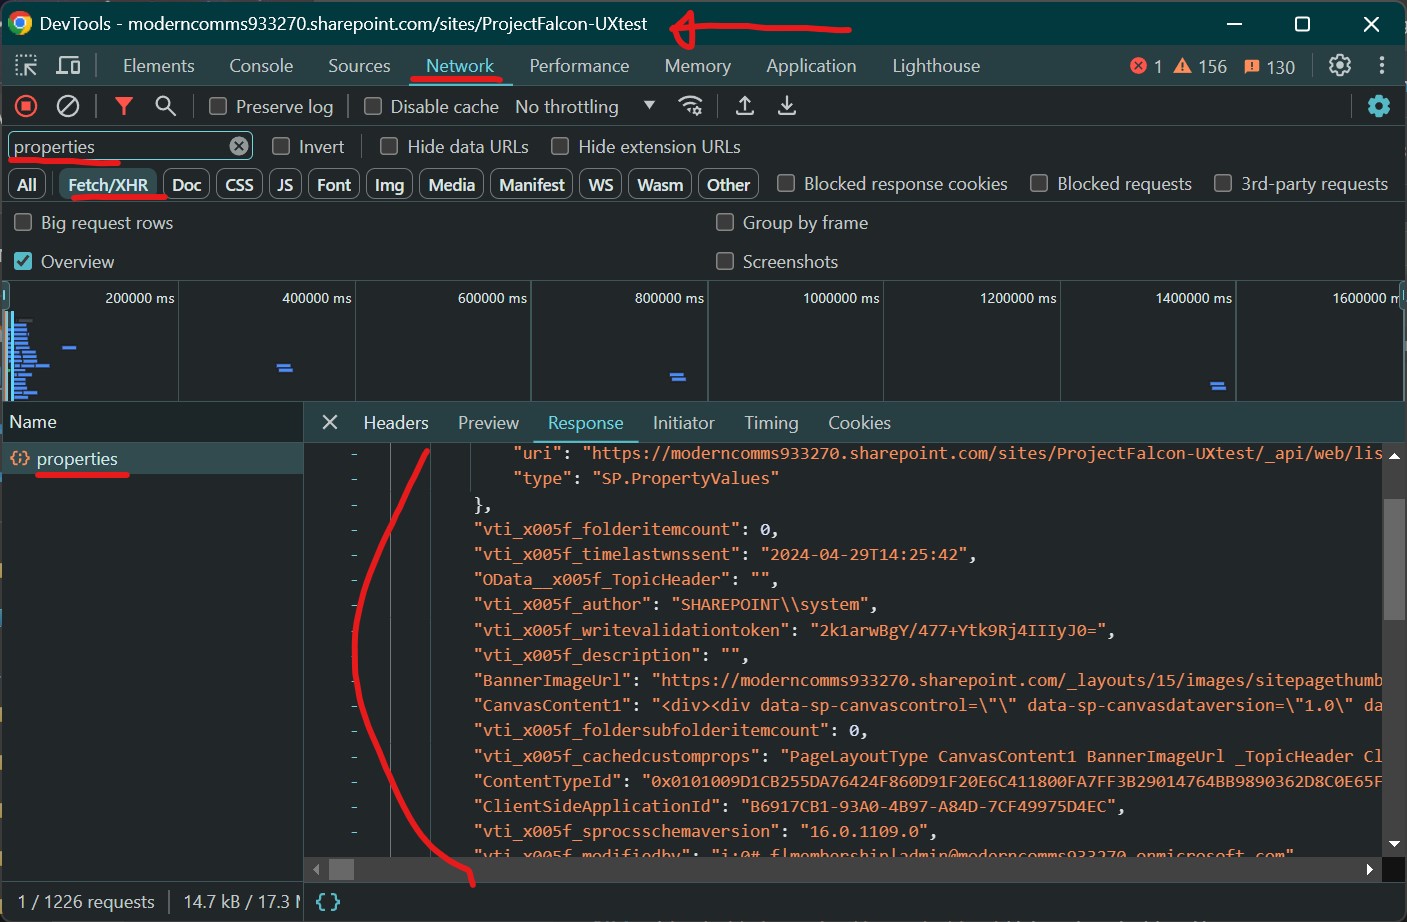 DevTools - moderncomms933270.sharepoint.com/sites/ProjectFalcon-UXtest
Elements Console Sources Network Performance Memory Application Lighthouse 1 156 130
Preserve log Disable cache No throttling
properties Invert Hide data URLs Hide extension URLs
All Fetch/XHR Doc CSS JS Font Img Media Manifest WS Wasm Other Blocked response cookies Blocked requests 3rd-party requests
Big request rows Group by frame
Overview Screenshots
200000 ms 400000 ms 600000 ms 800000 ms 1000000 ms 1200000 ms 1400000 ms 1600000 m
Name Headers Preview Response Initiator Timing Cookies
properties
"uri": "https://moderncomms933270.sharepoint.com/sites/ProjectFalcon-UXtest/_api/web/lis
"type": "SP.PropertyValues"
},
"vti_x005f_folderitemcount": 0,
"vti_x005f_timelastwnssent": "2024-04-29T14:25:42",
"OData__x005f_TopicHeader": "",
"vti_x005f_author": "SHAREPOINT\\system",
"vti_x005f_writevalidationtoken": "2k1arwBgY/477+Ytk9Rj4IIIyJ0=",
"vti_x005f_description": "",
"BannerImageUrl": "https://moderncomms933270.sharepoint.com/_layouts/15/images/sitepagethumb
"CanvasContent1": "<div><div data-sp-canvascontrol=\"\" data-sp-canvasdataversion=\"1.0\" da
"vti_x005f_foldersubfolderitemcount": 0,
"vti_x005f_cachedcustomprops": "PageLayoutType CanvasContent1 BannerImageUrl _TopicHeader Cl
"ContentTypeId": "0x0101009D1CB255DA76424F860D91F20E6C411800FA7FF3B29014764BB9890362D8C0E65F
"ClientSideApplicationId": "B6917CB1-93A0-4B97-A84D-7CF49975D4EC",
"vti_x005f_sprocsschemaversion": "16.0.1109.0",
"vti_x005f_modifiedby": "i:0#.f|membership|admin@moderncomms933270.onmicrosoft.com"
1 / 1226 requests 14.7 kB / 17.3 {}